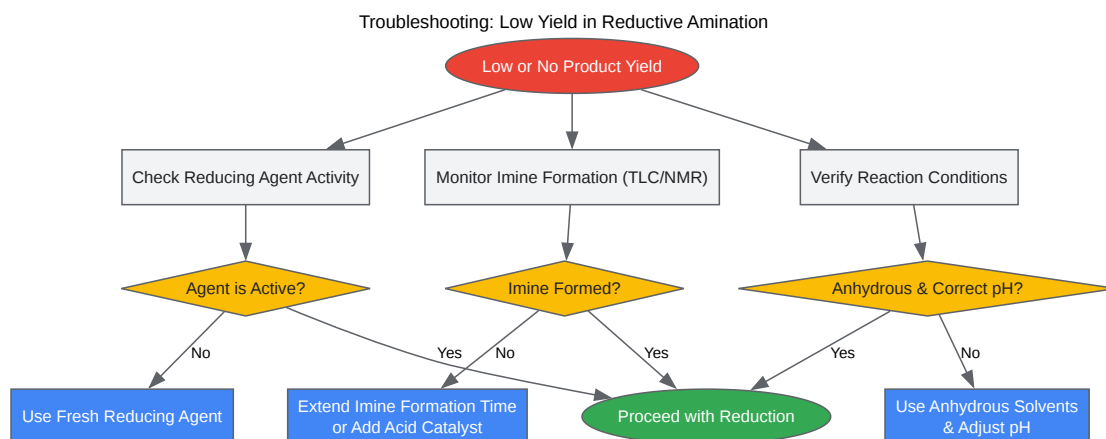 Troubleshooting: Low Yield in Reductive Amination
Low or No Product Yield
Check Reducing Agent Activity
Monitor Imine Formation (TLC/NMR)
Verify Reaction Conditions
Agent is Active?
Imine Formed?
Anhydrous & Correct pH?
No
Yes
No
Yes
Yes
No
Use Fresh Reducing Agent
Extend Imine Formation Time
or Add Acid Catalyst
Proceed with Reduction
Use Anhydrous Solvents
& Adjust pH